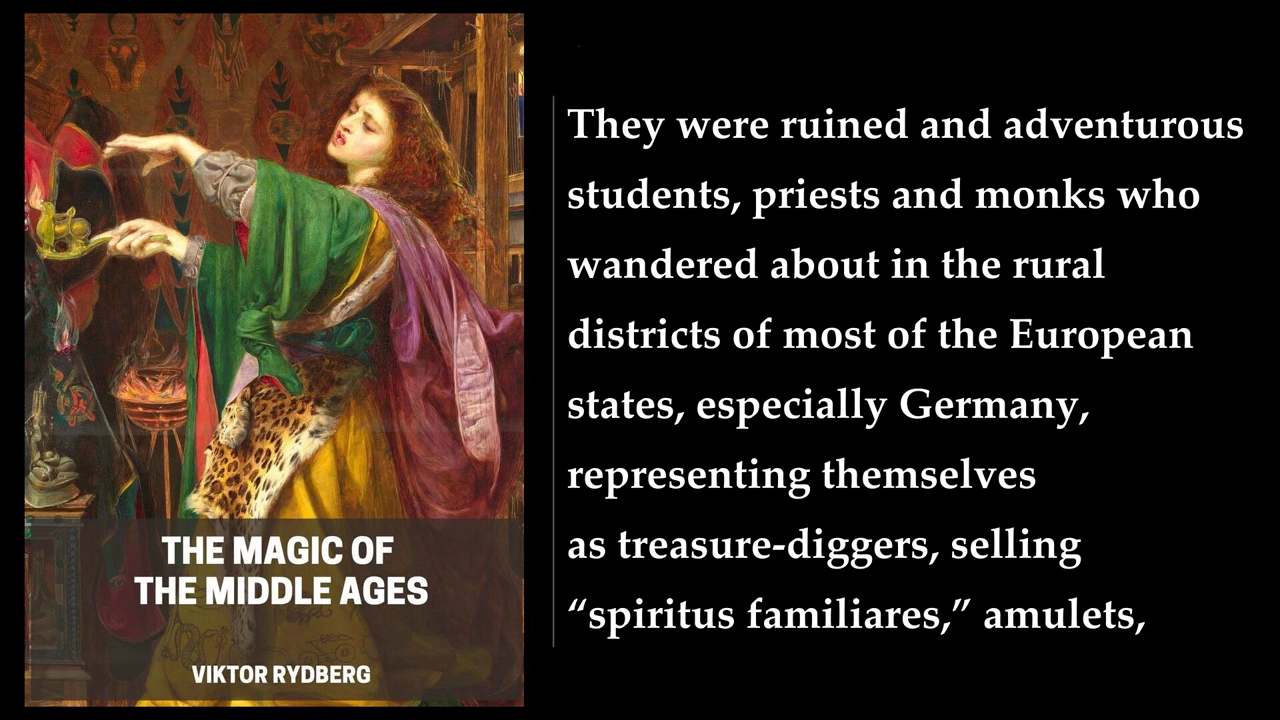 THE MAGIC OF
THE MIDDLE AGES
VIKTOR RYDBERG
They were ruined and adventurous
students, priests and monks who
wandered about in the rural
districts of most of the European
states, especially Germany,
representing themselves
as treasure-diggers, selling
“spiritus familiares,” amulets,